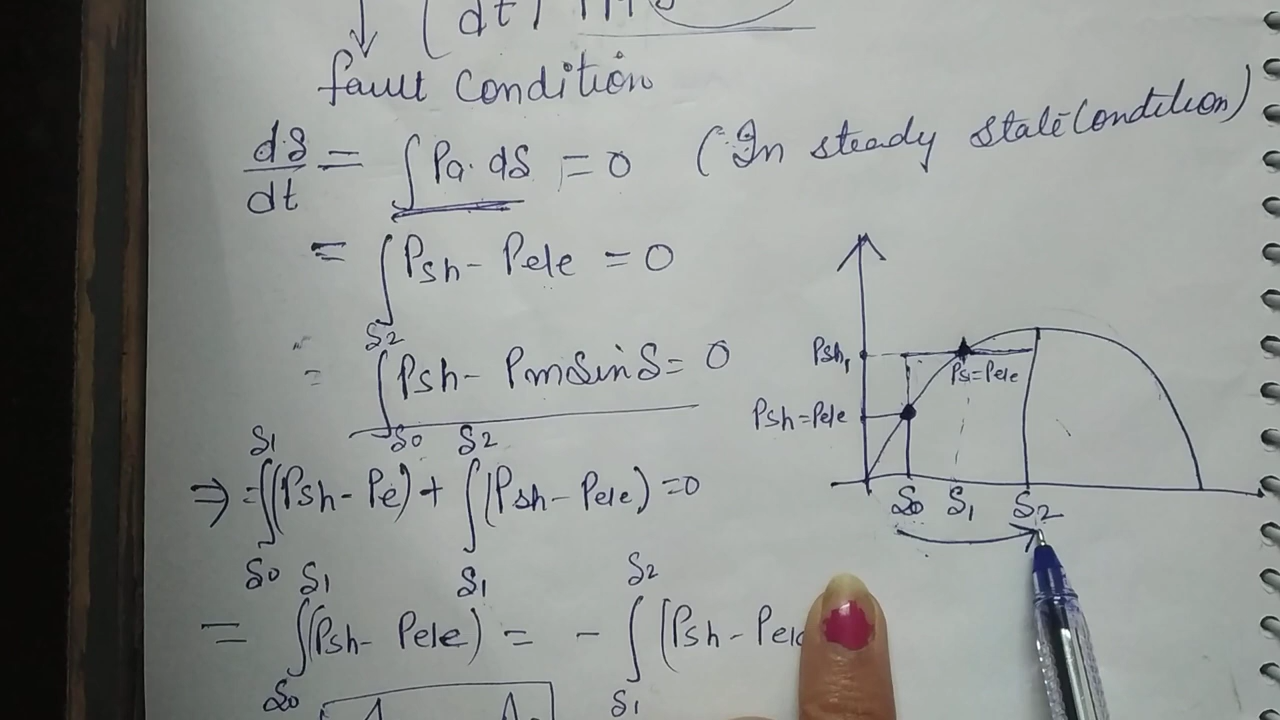 fault Condition
dδ/dt = ∫ Pa. dδ = 0 (In steady state Condition)
= ∫ Psh - Pele = 0
= ∫_{δ0}^{δ2} Psh - Pm Sin δ = 0
⇒ = ∫_{δ0}^{δ1} (Psh - Pe) + ∫_{δ1}^{δ2} (Psh - Pele) = 0
= ∫_{δ0}^{δ1} (Psh - Pele) = - ∫_{δ1}^{δ2} (Psh - Pele
Psh1
Ps=Pele
Psh=Pele
δ0 δ1 δ2